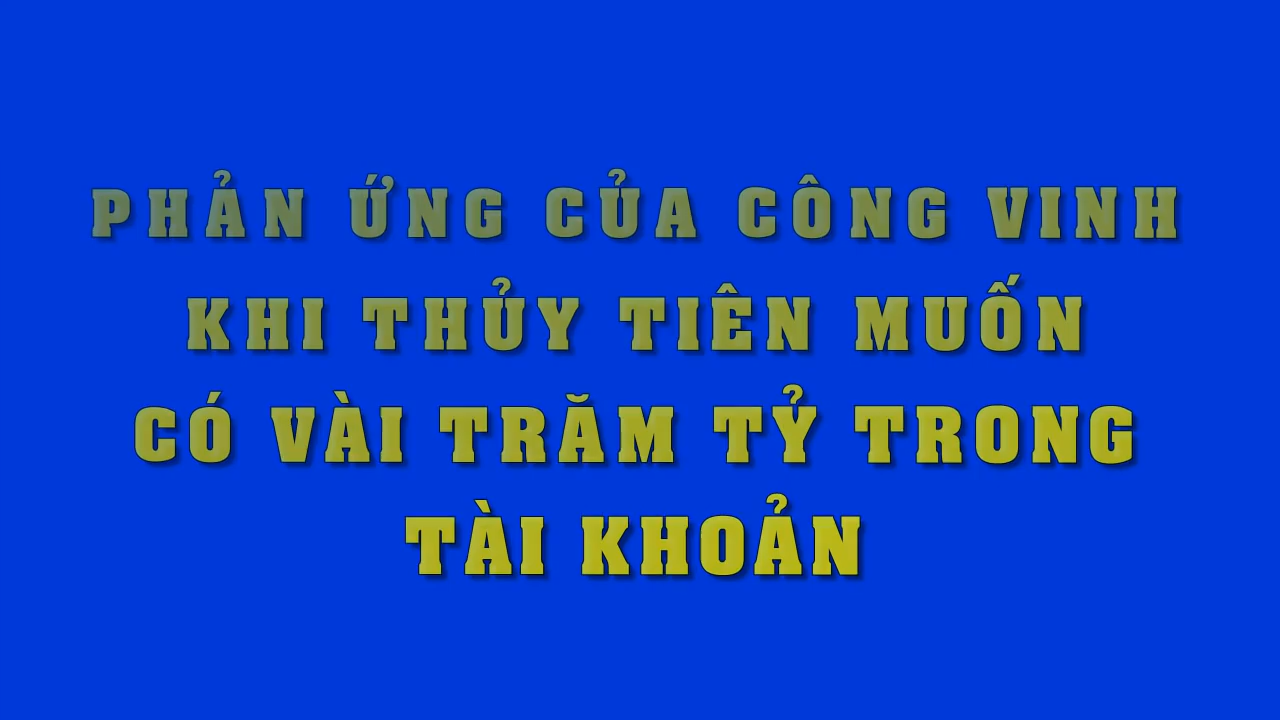 PHẢN ỨNG CỦA CÔNG VINH
KHI THỦY TIÊN MUỐN
CÓ VÀI TRĂM TỶ TRONG
TÀI KHOẢN